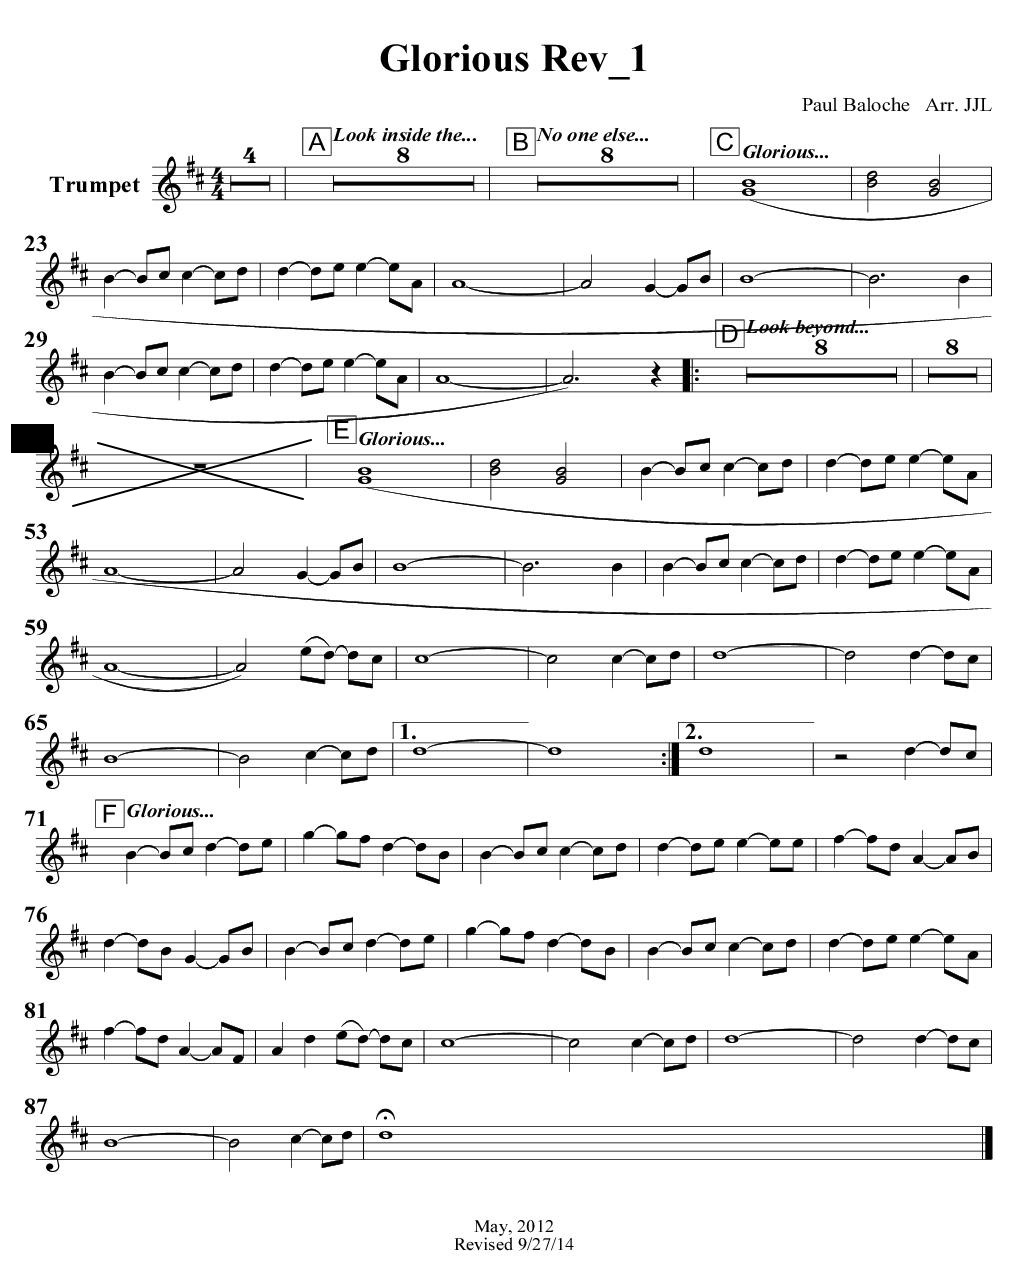 Glorious Rev_1
Paul Baloche Arr. JJL
A Look inside the... B No one else... C Glorious...
4 8 8
Trumpet 4 4
23
29 D Look beyond...
8 8
E Glorious...
53
59
65 1. 2.
F Glorious...
71
76
81
87
May, 2012
Revised 9/27/14